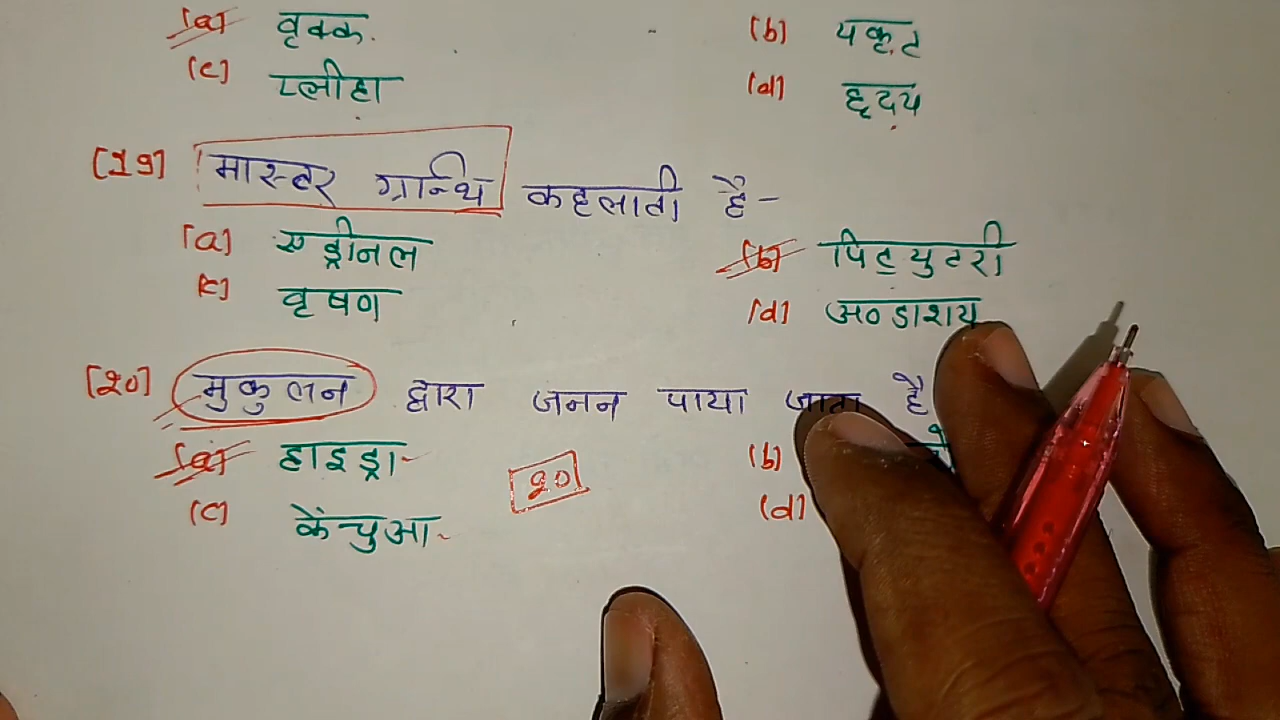 (a) वृक्क (b) यकृत
(c) प्लीहा (d) हृदय
[19] मास्टर ग्रन्थि कहलाती है-
[a] एड्रीनल (b) पिट्युटरी
[c] वृषण [d] अण्डाशय
[20] मुकुलन द्वारा जनन पाया जाता है
(a) हाइड्रा (b)
(c) कैंचुआ (d)
20